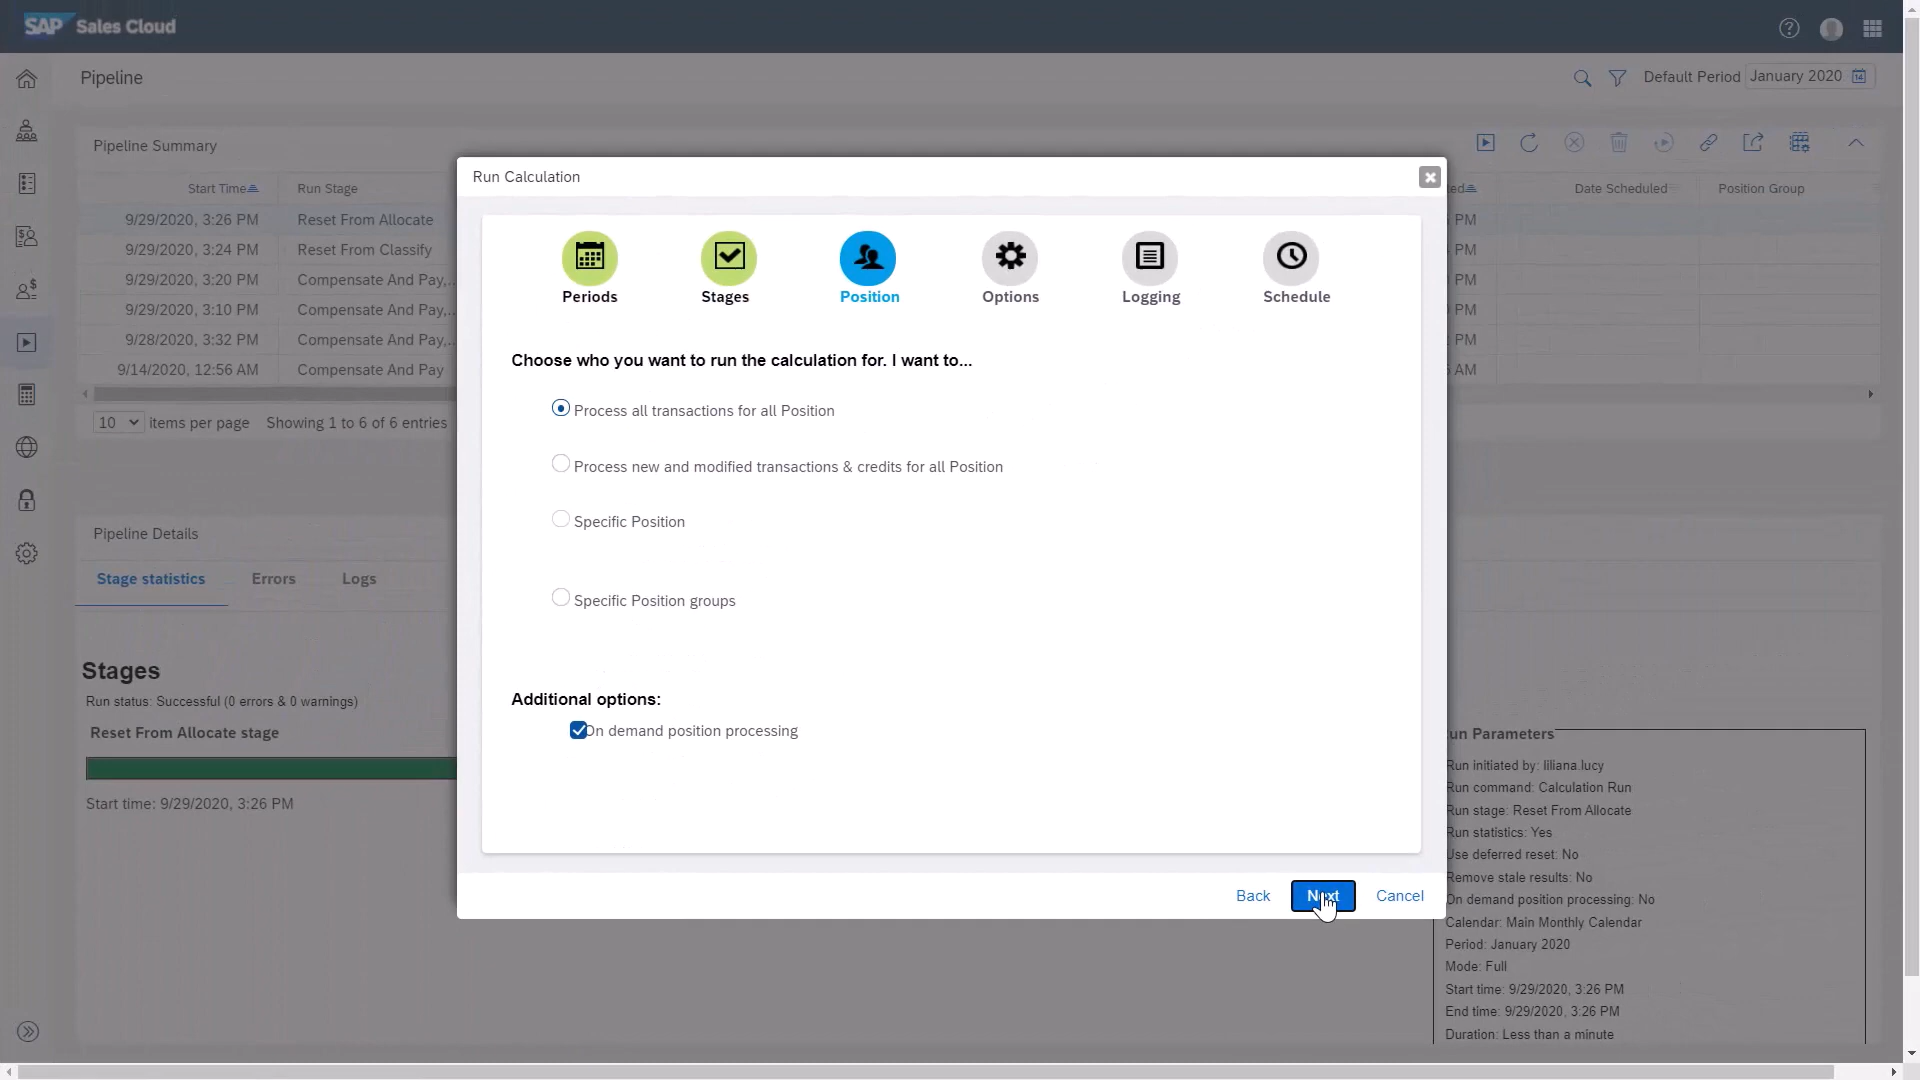 SAP Sales Cloud
Pipeline
Default Period January 2020
Pipeline Summary
Start Time Run Stage
Date Scheduled Position Group
9/29/2020, 3:26 PM Reset From Allocate
9/29/2020, 3:24 PM Reset From Classify
9/29/2020, 3:20 PM Compensate And Pay,...
9/29/2020, 3:10 PM Compensate And Pay,...
9/28/2020, 3:32 PM Compensate And Pay,...
9/14/2020, 12:56 AM Compensate And Pay
PM
PM
PM
PM
PM
AM
10 items per page Showing 1 to 6 of 6 entries
Run Calculation
Periods
Stages
Position
Options
Logging
Schedule
Choose who you want to run the calculation for. I want to...
Process all transactions for all Position
Process new and modified transactions & credits for all Position
Specific Position
Specific Position groups
Additional options:
On demand position processing
Back
Next
Cancel
Pipeline Details
Stage statistics Errors Logs
Stages
Run status: Successful (0 errors & 0 warnings)
Reset From Allocate stage
Start time: 9/29/2020, 3:26 PM
un Parameters
Run initiated by: liliana.lucy
Run command: Calculation Run
Run stage: Reset From Allocate
Run statistics: Yes
Use deferred reset: No
Remove stale results: No
On demand position processing: No
Calendar: Main Monthly Calendar
Period: January 2020
Mode: Full
Start time: 9/29/2020, 3:26 PM
End time: 9/29/2020, 3:26 PM
Duration: Less than a minute